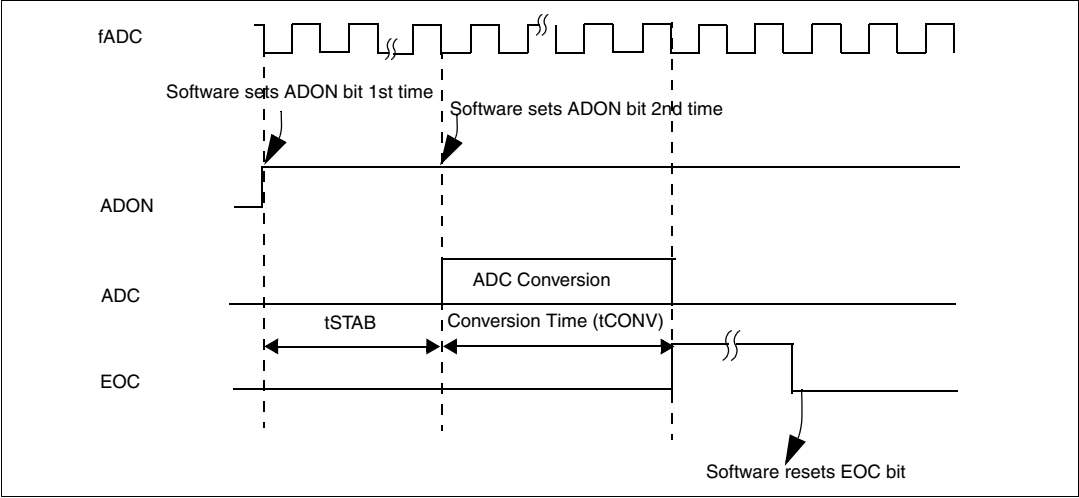 fADC
Software sets ADON bit 1st time
Software sets ADON bit 2nd time
ADON
ADC Conversion
ADC
tSTAB
Conversion Time (tCONV)
EOC
Software resets EOC bit